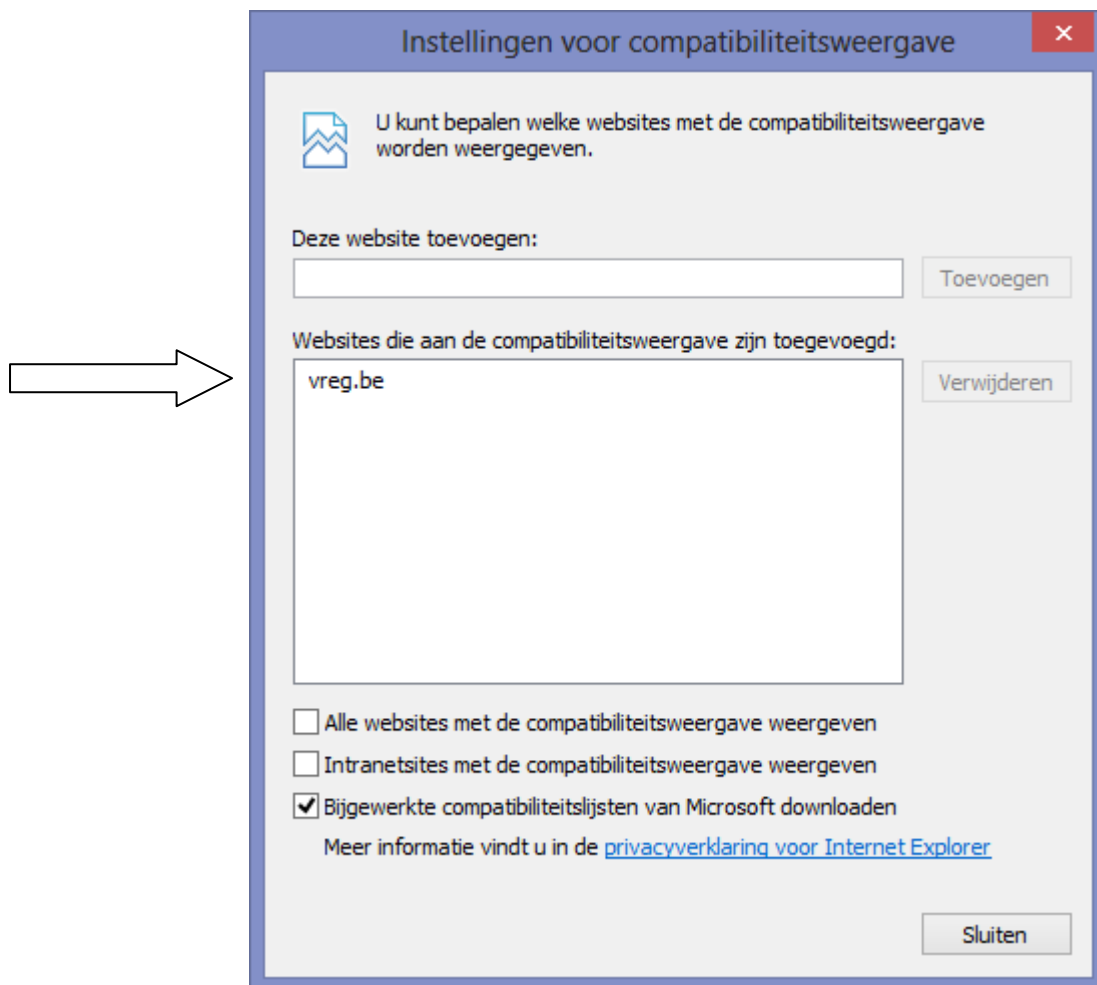 Instellingen voor compatibiliteitsweergave
U kunt bepalen welke websites met de compatibiliteitsweergave
worden weergegeven.
Deze website toevoegen:
Toevoegen
Websites die aan de compatibiliteitsweergave zijn toegevoegd:
vreg.be
Verwijderen
Alle websites met de compatibiliteitsweergave weergeven
Intranetsites met de compatibiliteitsweergave weergeven
Bijgewerkte compatibiliteitslijsten van Microsoft downloaden
Meer informatie vindt u in de privacyverklaring voor Internet Explorer
Sluiten